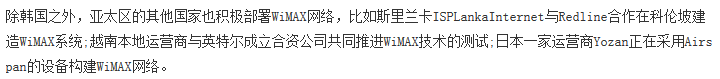 除韩国之外，亚太区的其他国家也积极部署WiMAX网络，比如斯里兰卡ISPLankaInternet与Redline合作在科伦坡建
造WiMAX系统;越南本地运营商与英特尔成立合资公司共同推进WiMAX技术的测试;日本一家运营商Yozan正在采用Airs
pan的设备构建WiMAX网络。